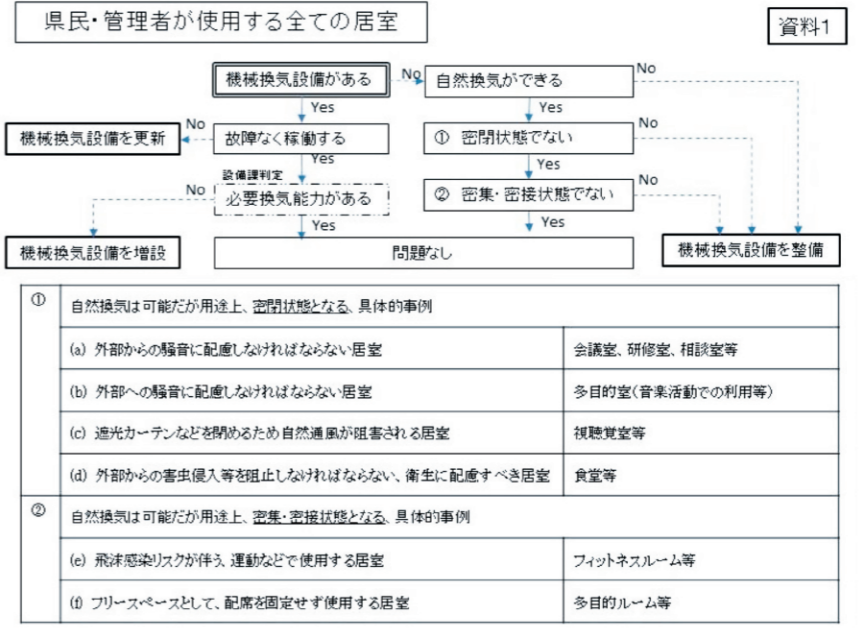 県民・管理者が使用する全ての居室
資料1
機械換気設備がある
No
自然換気ができる
No
Yes
Yes
機械換気設備を更新
No
故障なく稼働する
① 密閉状態でない
No
Yes
Yes
設備課判定
No
必要換気能力がある
② 密集・密接状態でない
No
Yes
Yes
機械換気設備を増設
問題なし
機械換気設備を整備
①
自然換気は可能だが用途上、密閉状態となる、具体的事例
(a) 外部からの騒音に配慮しなければならない居室
会議室、研修室、相談室等
(b) 外部への騒音に配慮しなければならない居室
多目的室(音楽活動での利用等)
(c) 遮光カーテンなどを閉めるため自然通風が阻害される居室
視聴覚室等
(d) 外部からの害虫侵入等を阻止しなければならない、衛生に配慮すべき居室
食堂等
②
自然換気は可能だが用途上、密集・密接状態となる、具体的事例
(e) 飛沫感染リスクが伴う、運動などで使用する居室
フィットネスルーム等
(f) フリースペースとして、配席を固定せず使用する居室
多目的ルーム等